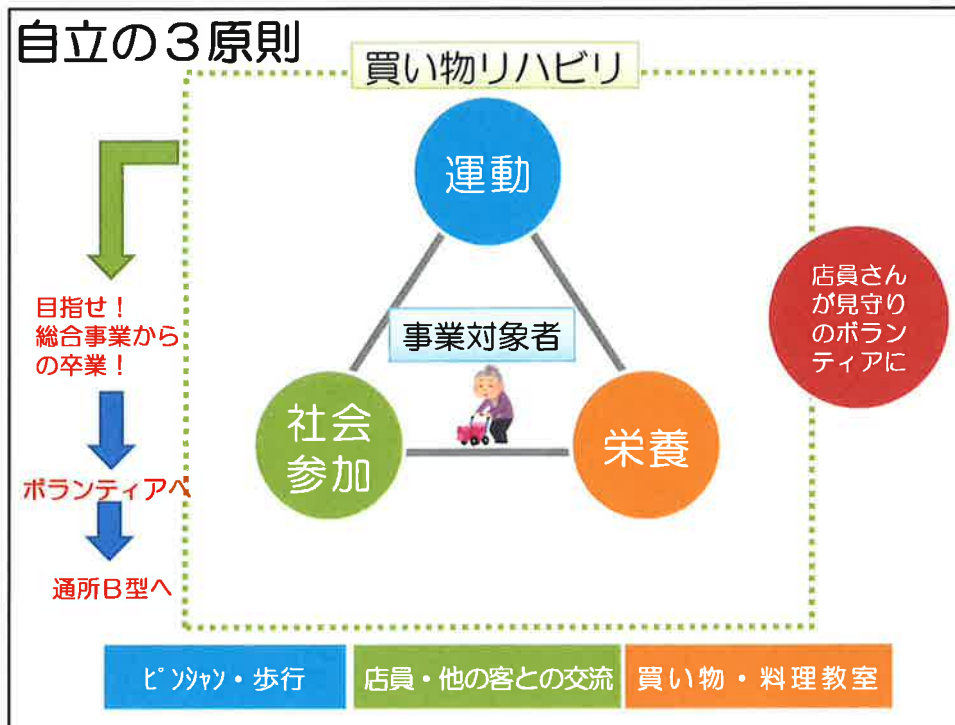 自立の３原則
買い物リハビリ
運動
目指せ！
総合事業から
の卒業！
事業対象者
店員さん
が見守り
のボラン
ティアに
社会
参加
栄養
ボランティアへ
通所Ｂ型へ
ﾋﾟﾝｼｬﾝ・歩行
店員・他の客との交流
買い物・料理教室